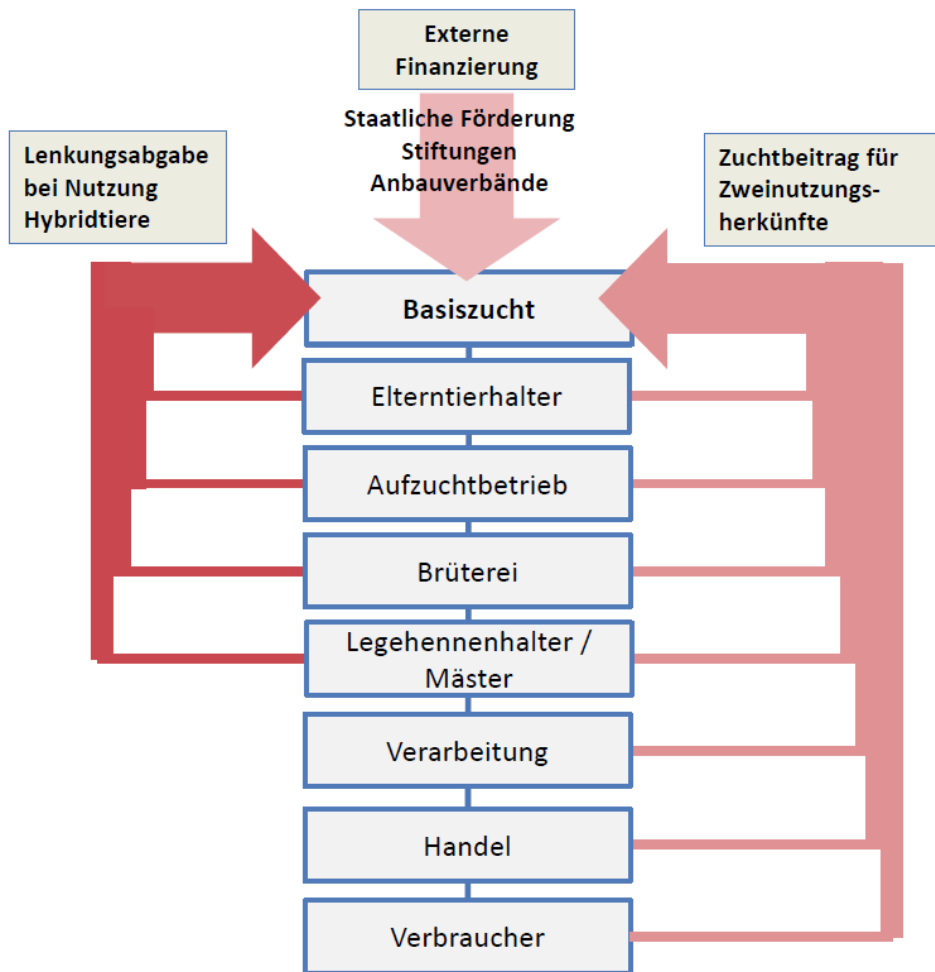 Externe
Finanzierung
Staatliche Förderung
Stiftungen
Anbauverbände
Lenkungsabgabe
bei Nutzung
Hybridtiere
Zuchtbeitrag für
Zweinutzungs-
herkünfte
Basiszucht
Elterntierhalter
Aufzuchtbetrieb
Brüterei
Legehennenhalter /
Mäster
Verarbeitung
Handel
Verbraucher